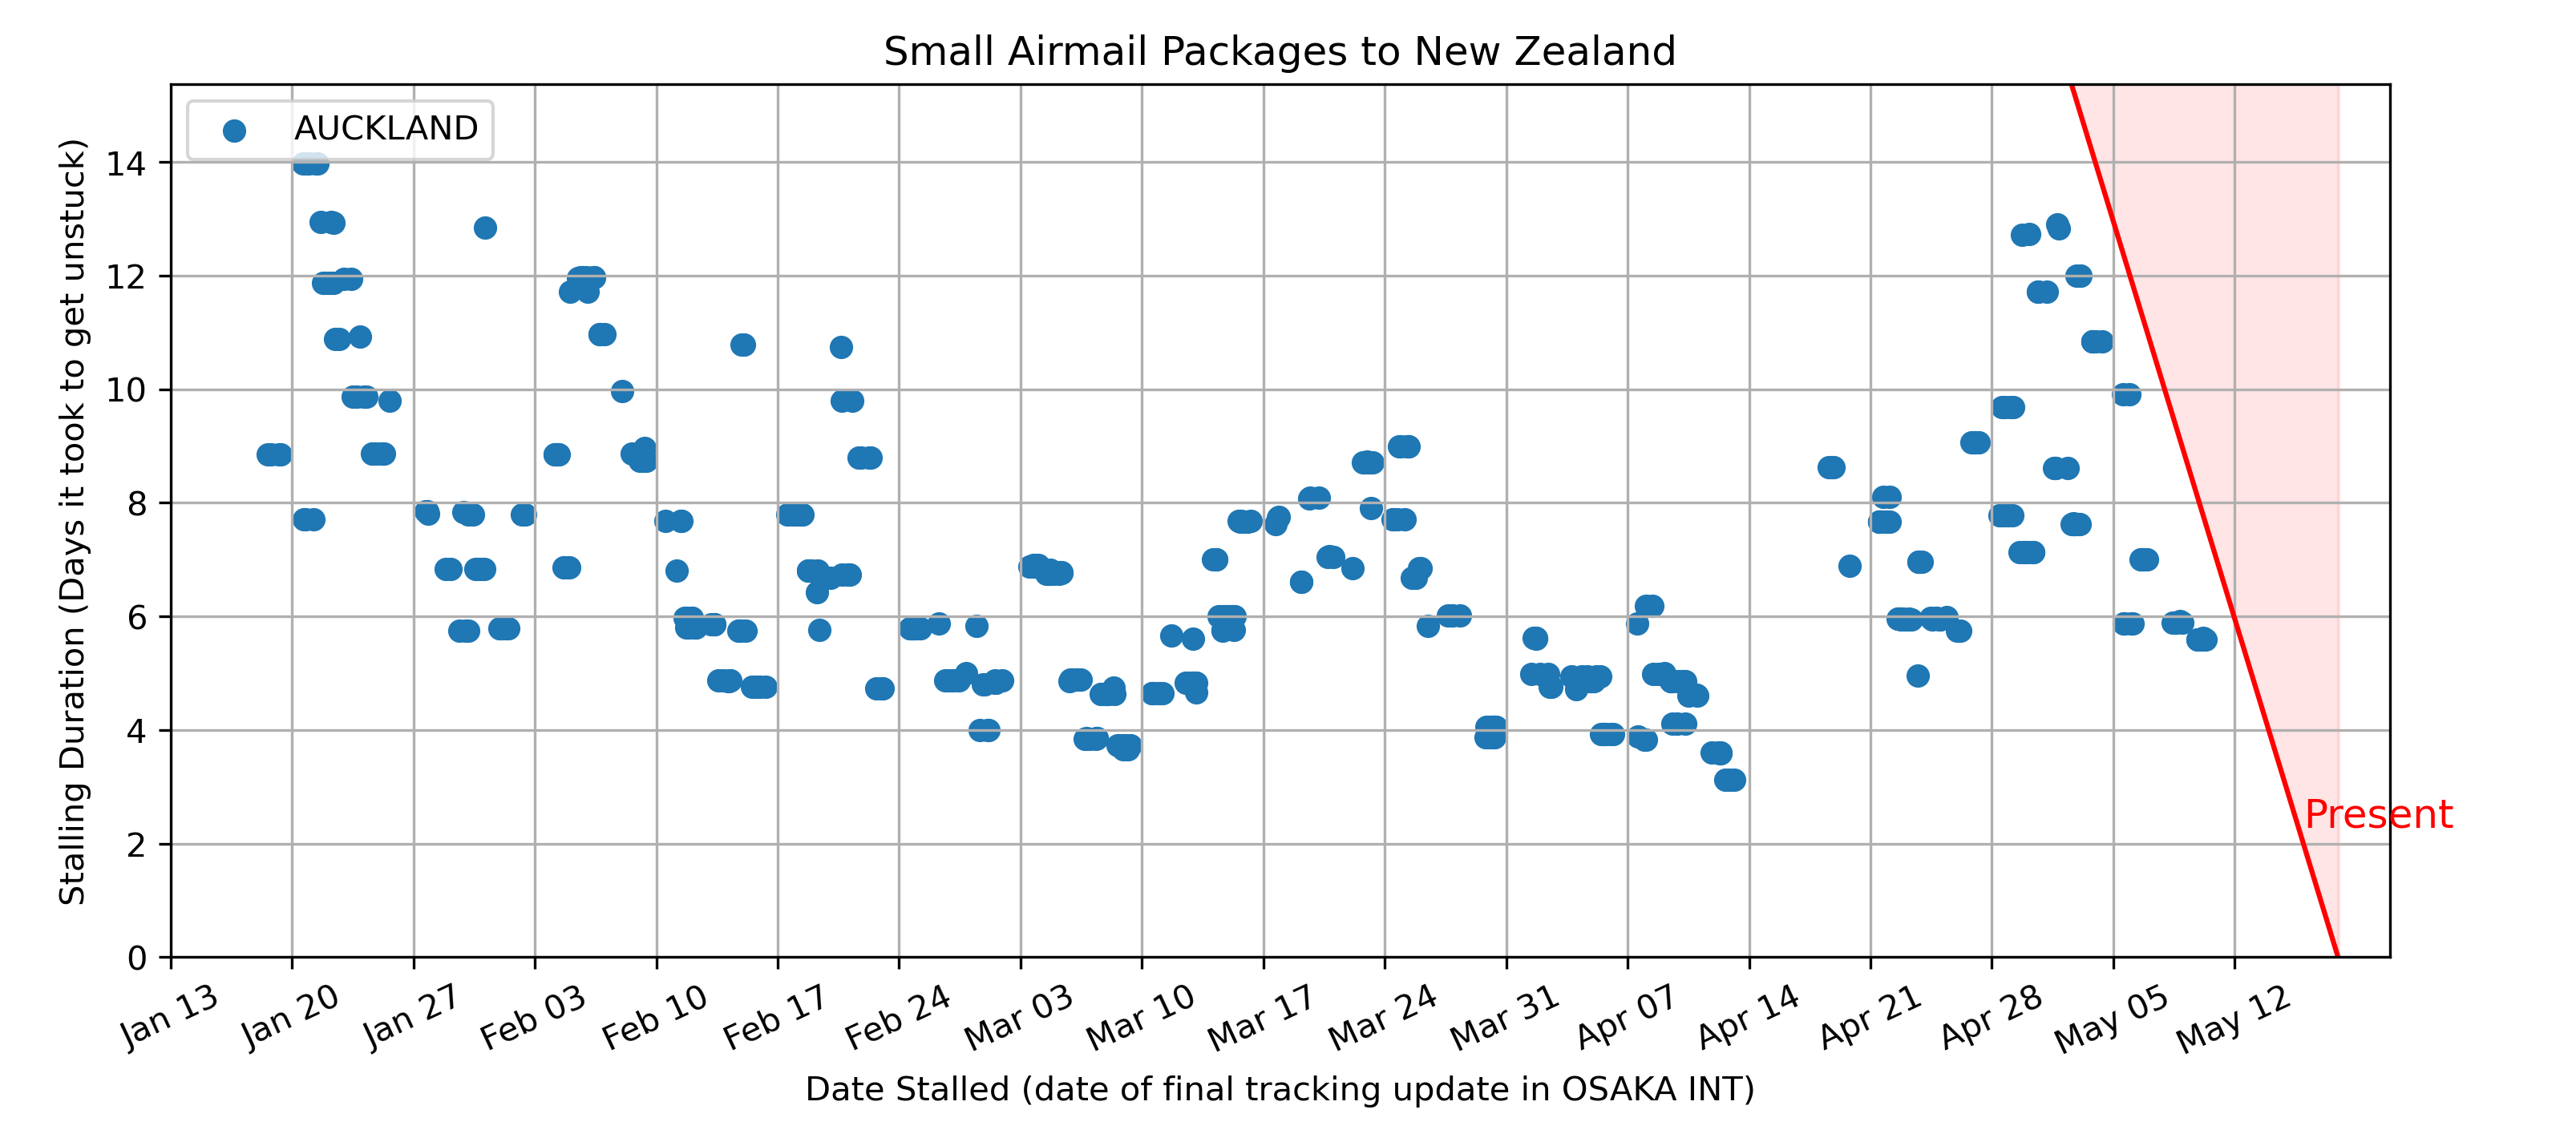 Small Airmail Packages to New Zealand
AUCKLAND
Stalling Duration (Days it took to get unstuck)
14
12
10
8
6
4
2
0
Present
Jan 13
Jan 20
Jan 27
Feb 03
Feb 10
Feb 17
Feb 24
Mar 03
Mar 10
Mar 17
Mar 24
Mar 31
Apr 07
Apr 14
Apr 21
Apr 28
May 05
May 12
Date Stalled (date of final tracking update in OSAKA INT)